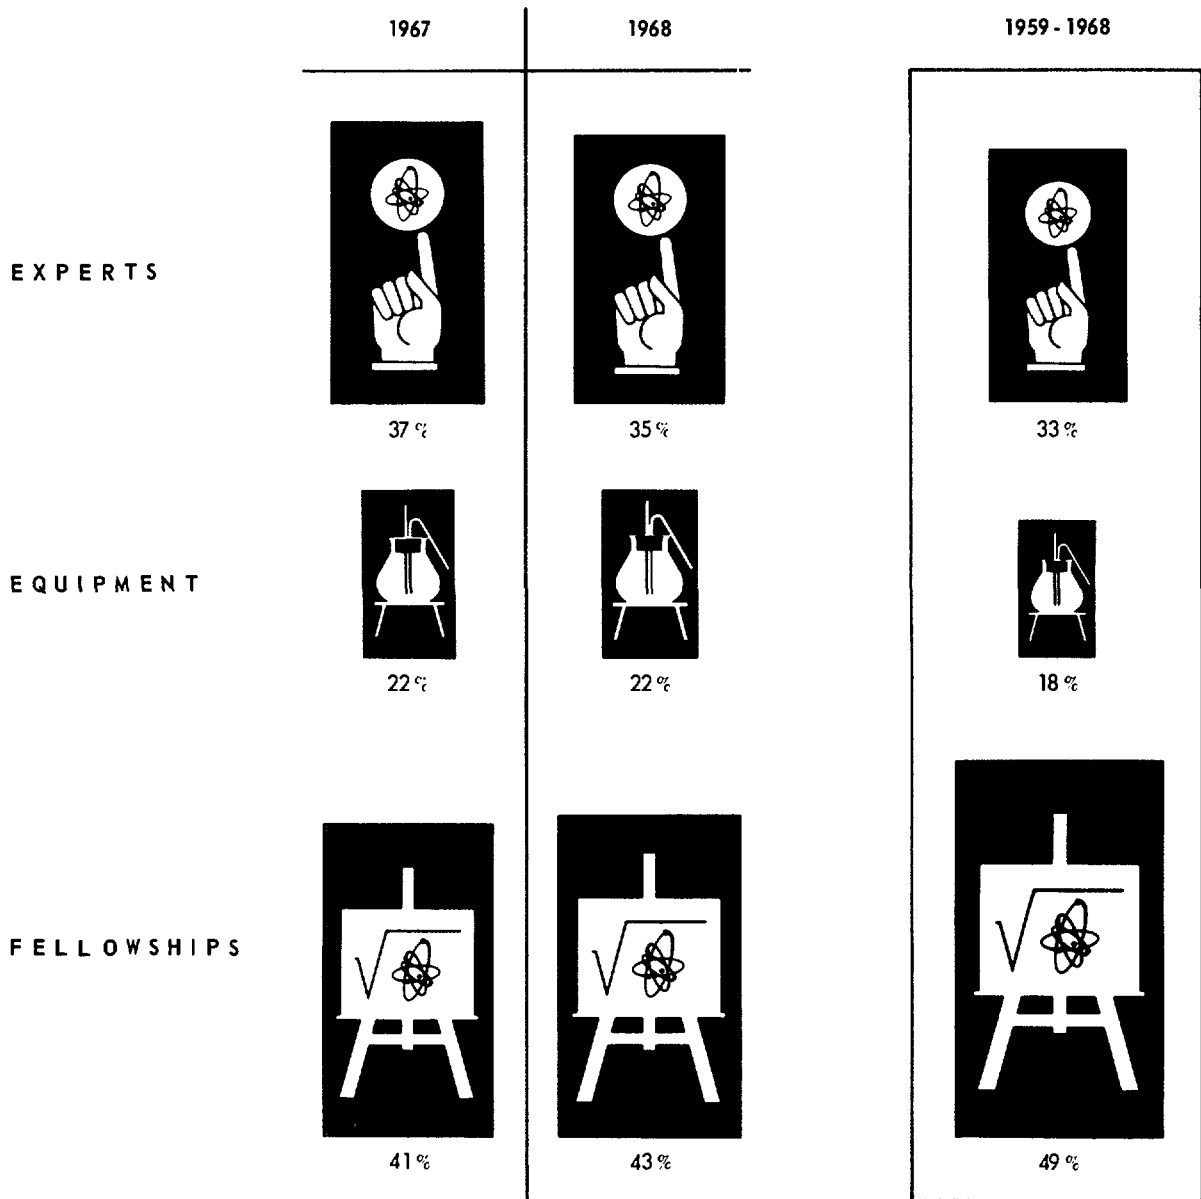 1967 1968 1959 - 1968
EXPERTS
37 % 35 % 33 %
EQUIPMENT
22 % 22 % 18 %
FELLOWSHIPS
41 % 43 % 49 %